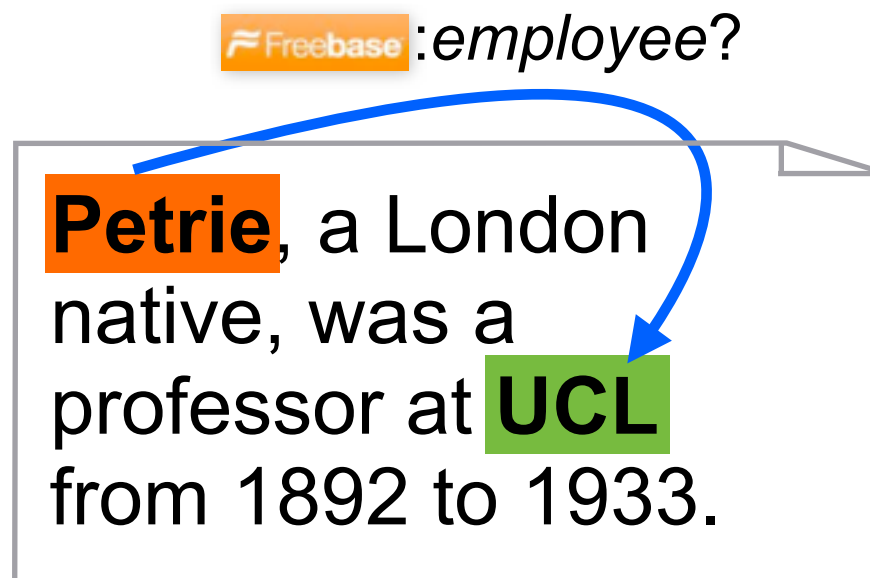 Freebase:employee?
Petrie, a London
native, was a
professor at UCL
from 1892 to 1933.